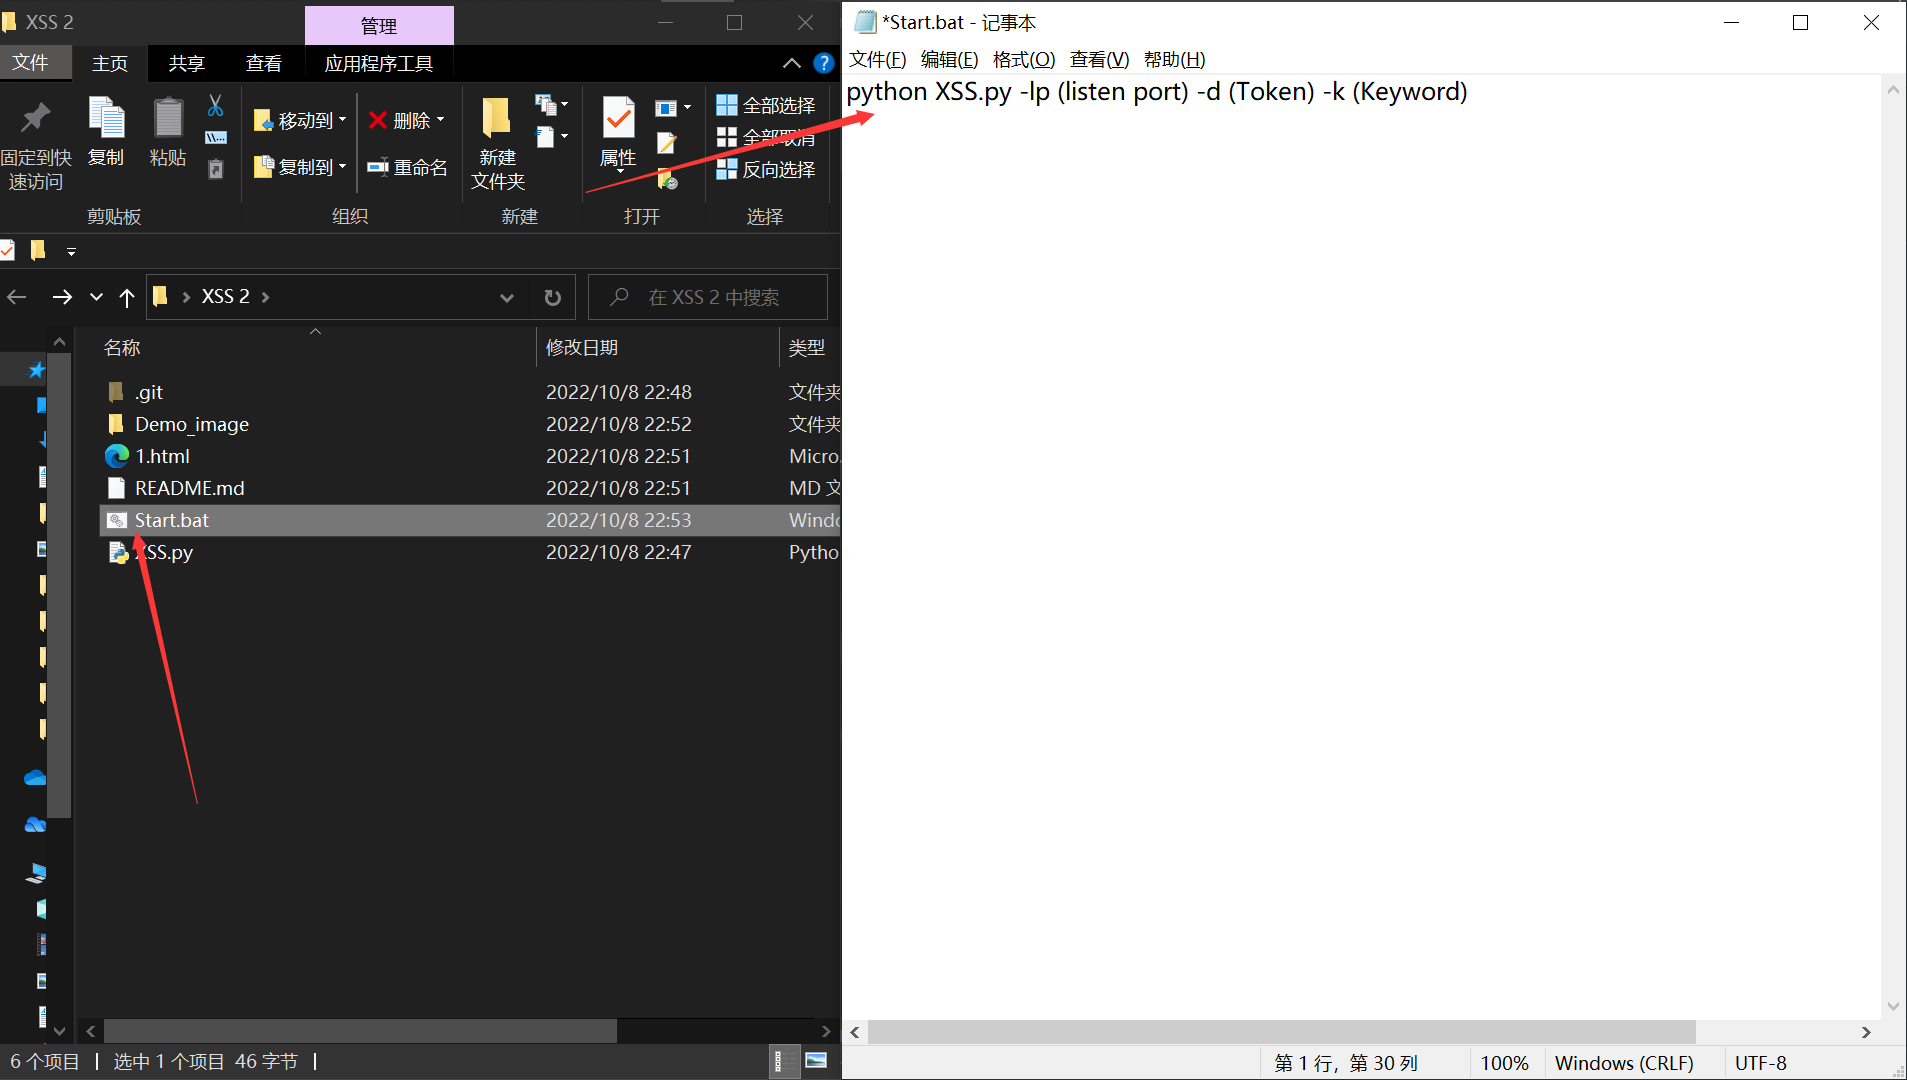 XSS 2
管理
文件
主页
共享
查看
应用程序工具
固定到快
速访问
复制
粘贴
移动到
复制到
删除
重命名
新建
文件夹
属性
全部选择
全部取消
反向选择
剪贴板
组织
新建
打开
选择
XSS 2
在 XSS 2 中搜索
名称 修改日期 类型
.git 2022/10/8 22:48 文件夹
Demo_image 2022/10/8 22:52 文件夹
1.html 2022/10/8 22:51 Micro
README.md 2022/10/8 22:51 MD 文
Start.bat 2022/10/8 22:53 Windo
XSS.py 2022/10/8 22:47 Pytho
6 个项目 选中 1 个项目 46 字节
*Start.bat - 记事本
文件(F) 编辑(E) 格式(O) 查看(V) 帮助(H)
python XSS.py -lp (listen port) -d (Token) -k (Keyword)
第 1 行，第 30 列 100% Windows (CRLF) UTF-8